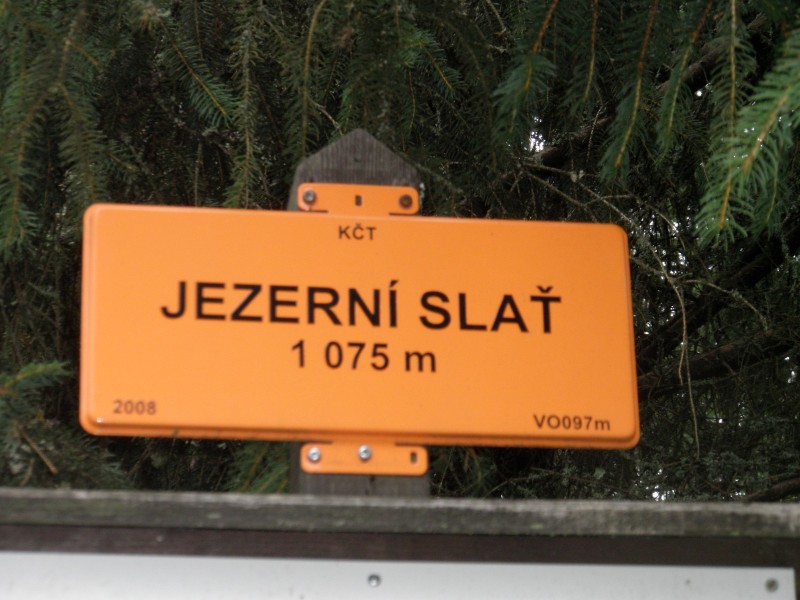 KČT
JEZERNÍ SLAŤ
1 075 m
2008
VO097m